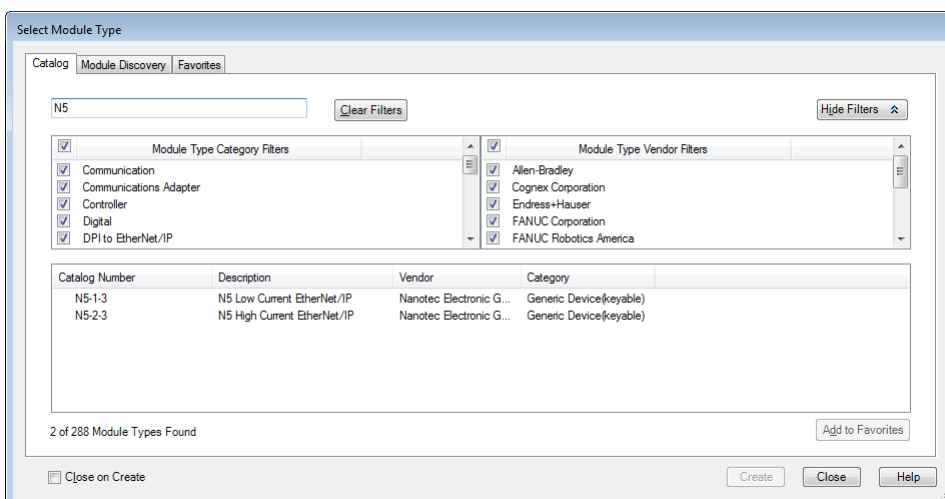 Select Module Type
Catalog Module Discovery Favorites
N5 Clear Filters Hide Filters
Module Type Category Filters Module Type Vendor Filters
Communication Allen-Bradley
Communications Adapter Cognex Corporation
Controller Endress+Hauser
Digital FANUC Corporation
DPI to EtherNet/IP FANUC Robotics America
Catalog Number Description Vendor Category
N5-1-3 N5 Low Current EtherNet/IP Nanotec Electronic G... Generic Device(keyable)
N5-2-3 N5 High Current EtherNet/IP Nanotec Electronic G... Generic Device(keyable)
2 of 288 Module Types Found Add to Favorites
Close on Create Create Close Help